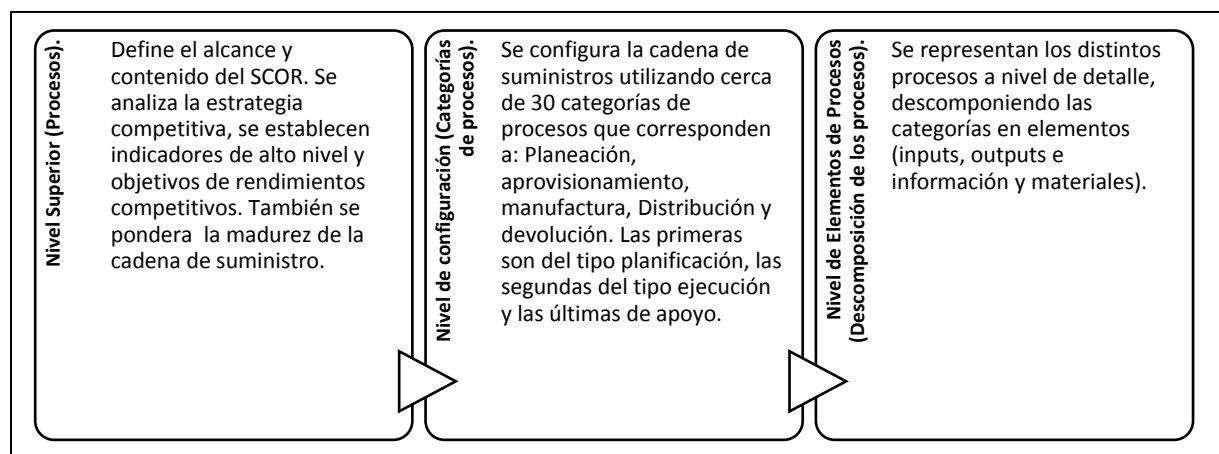 Nivel Superior (Procesos).
Define el alcance y
contenido del SCOR. Se
analiza la estrategia
competitiva, se establecen
indicadores de alto nivel y
objetivos de rendimientos
competitivos. También se
pondera la madurez de la
cadena de suministro.
Nivel de configuración (Categorías
de procesos).
Se configura la cadena de
suministros utilizando cerca
de 30 categorías de
procesos que corresponden
a: Planeación,
aprovisionamiento,
manufactura, Distribución y
devolución. Las primeras
son del tipo planificación, las
segundas del tipo ejecución
y las últimas de apoyo.
Nivel de Elementos de Procesos
(Descomposición de los procesos).
Se representan los distintos
procesos a nivel de detalle,
descomponiendo las
categorías en elementos
(inputs, outputs e
información y materiales).